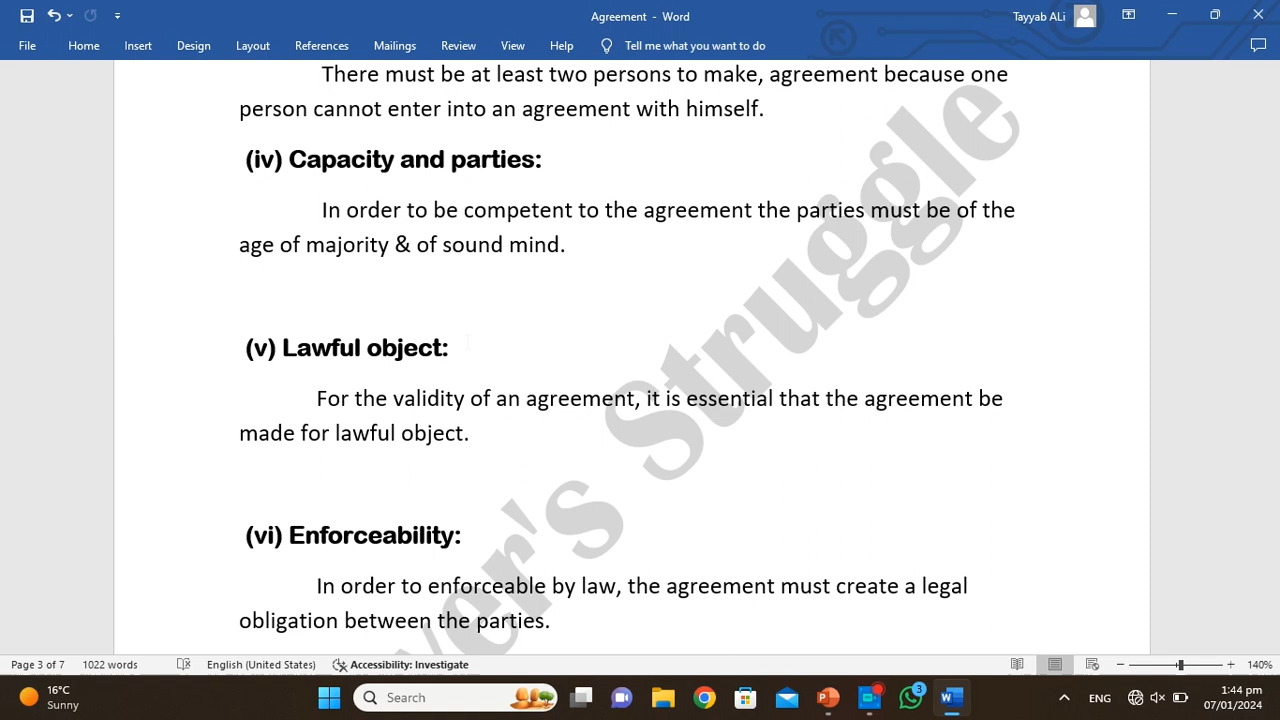 Agreement - Word
Tayyab ALi
File Home Insert Design Layout References Mailings Review View Help Tell me what you want to do
There must be at least two persons to make, agreement because one
person cannot enter into an agreement with himself.
(iv) Capacity and parties:
In order to be competent to the agreement the parties must be of the
age of majority & of sound mind.
(v) Lawful object:
For the validity of an agreement, it is essential that the agreement be
made for lawful object.
(vi) Enforceability:
In order to enforceable by law, the agreement must create a legal
obligation between the parties.
ver's Struggle
Page 3 of 7 1022 words English (United States) Accessibility: Investigate 140%
16°C
Sunny
Search
3
ENG
1:44 pm
07/01/2024